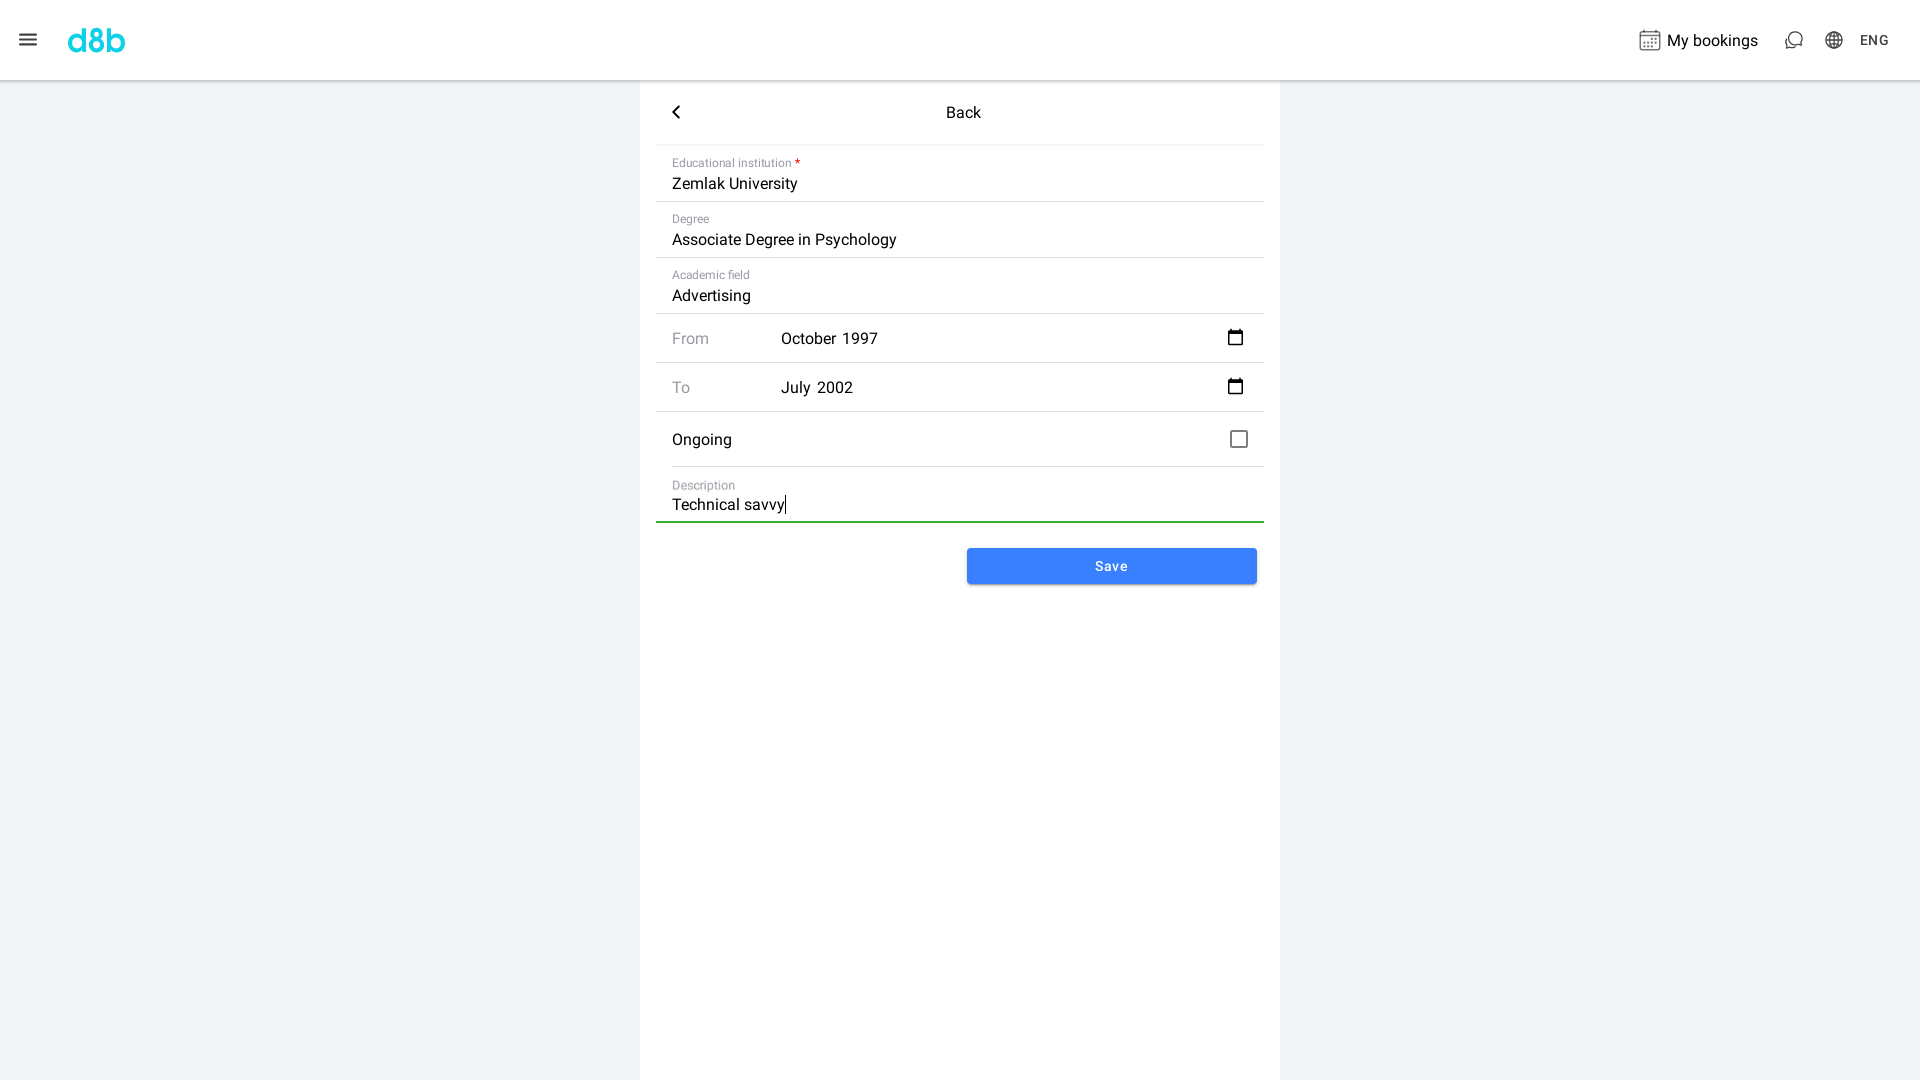 d8b
My bookings
ENG
Back
Educational institution *
Zemlak University
Degree
Associate Degree in Psychology
Academic field
Advertising
From October 1997
To July 2002
Ongoing
Description
Technical savvy
Save